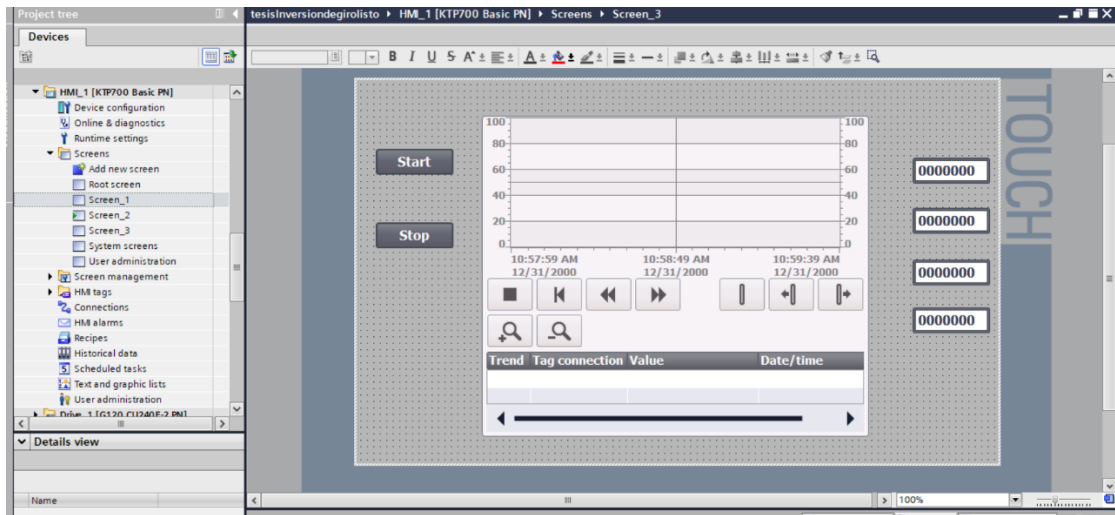 Project tree
tesisInversiondegirolisto ▸ HMI_1 [KTP700 Basic PN] ▸ Screens ▸ Screen_3
Devices
B I U S A
HMI_1 [KTP700 Basic PN]
Device configuration
Online & diagnostics
Runtime settings
Screens
Add new screen
Root screen
Screen_1
Screen_2
Screen_3
System screens
User administration
Screen management
HMI tags
Connections
HMI alarms
Recipes
Historical data
Scheduled tasks
Text and graphic lists
User administration
Drive_1 [G120 CU240E-2 PN]
Details view
Name
Start
Stop
100 100
80 80
60 60
40 40
20 20
0 0
10:57:59 AM 10:58:49 AM 10:59:39 AM
12/31/2000 12/31/2000 12/31/2000
Trend Tag connection Value Date/time
0000000
0000000
0000000
0000000
TOUCH
100%